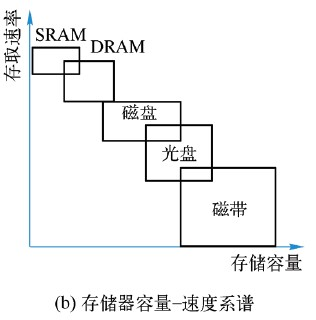 存取速率
SRAM
DRAM
磁盘
光盘
磁带
存储容量
(b) 存储器容量–速度系谱